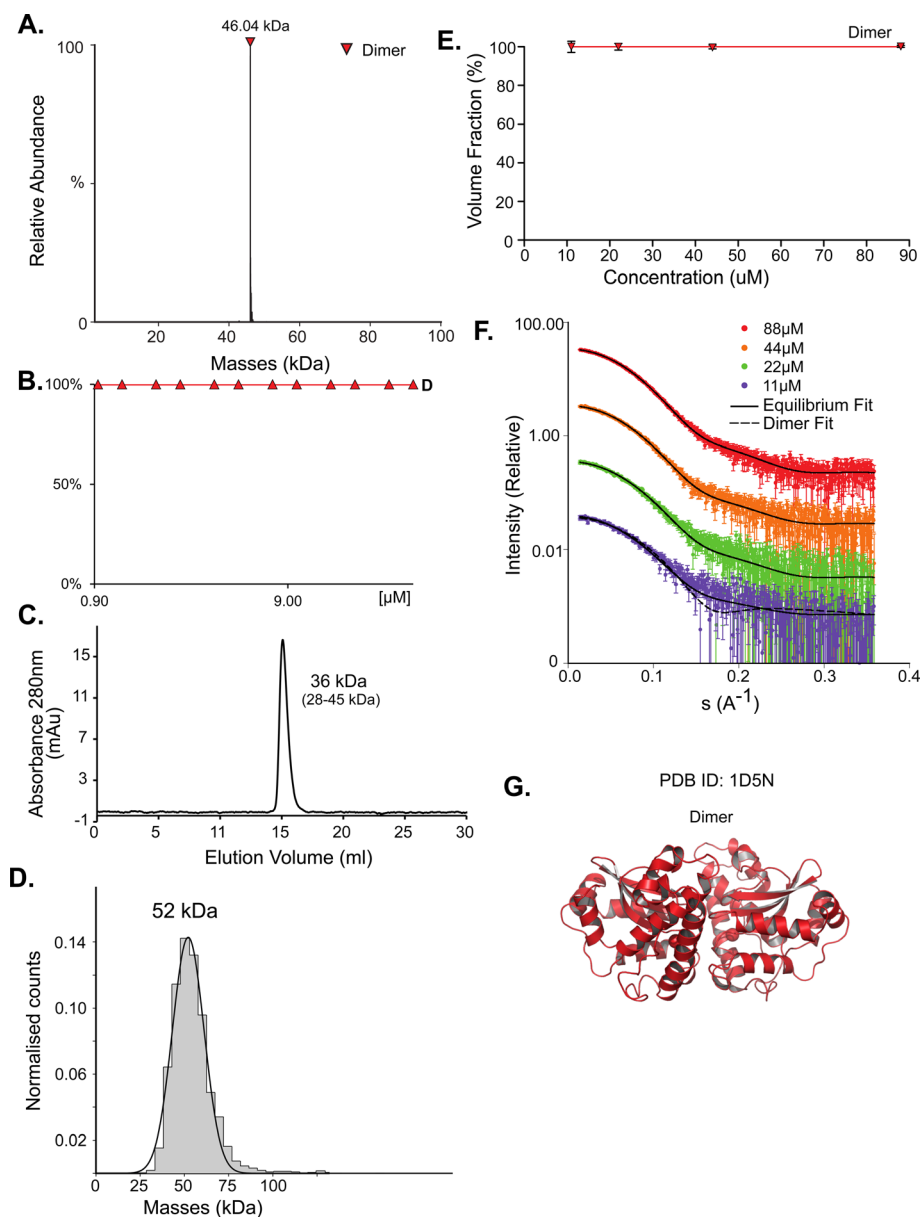 A.
46.04 kDa
100
Dimer
Relative Abundance
%
0
0
20
40
60
80
100
Masses (kDa)
B.
100%
D
50%
0%
0.90
9.00
[µM]
C.
Absorbance 280nm
(mAu)
15
11
7
3
-1
36 kDa
(28-45 kDa)
0
5
11
15
20
25
30
Elution Volume (ml)
D.
52 kDa
Normalised counts
0.14
0.10
0.06
0.02
0
25
50
75
100
Masses (kDa)
E.
Dimer
Volume Fraction (%)
100
80
60
40
20
0
0
10
20
30
40
50
60
70
80
90
Concentration (uM)
F.
100.00
1.00
0.01
0
Intensity (Relative)
88µM
44µM
22µM
11µM
Equilibrium Fit
Dimer Fit
0.0
0.1
0.2
0.3
0.4
s (A⁻¹)
G.
PDB ID: 1D5N
Dimer